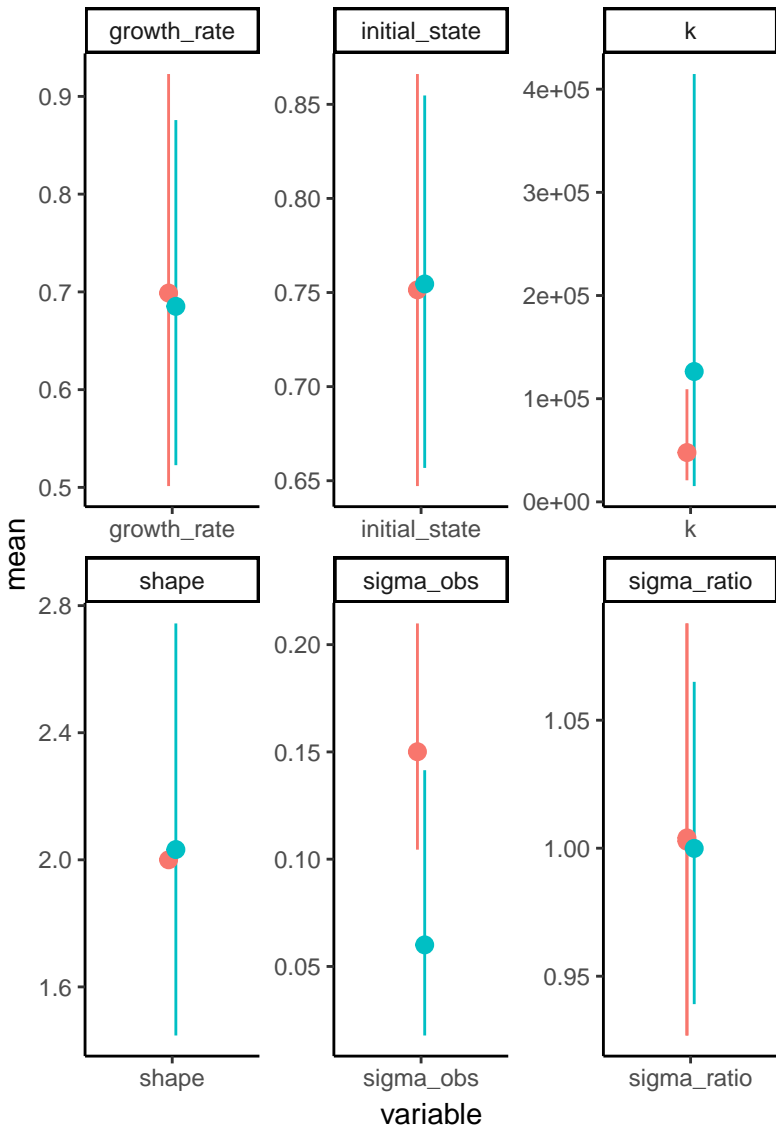 growth_rate
initial_state
k
0.9
0.8
0.7
0.6
0.5
0.85
0.80
0.75
0.70
0.65
4e+05
3e+05
2e+05
1e+05
0e+00
growth_rate
initial_state
k
mean
shape
sigma_obs
sigma_ratio
2.8
2.4
2.0
1.6
0.20
0.15
0.10
0.05
1.05
1.00
0.95
shape
sigma_obs
sigma_ratio
variable